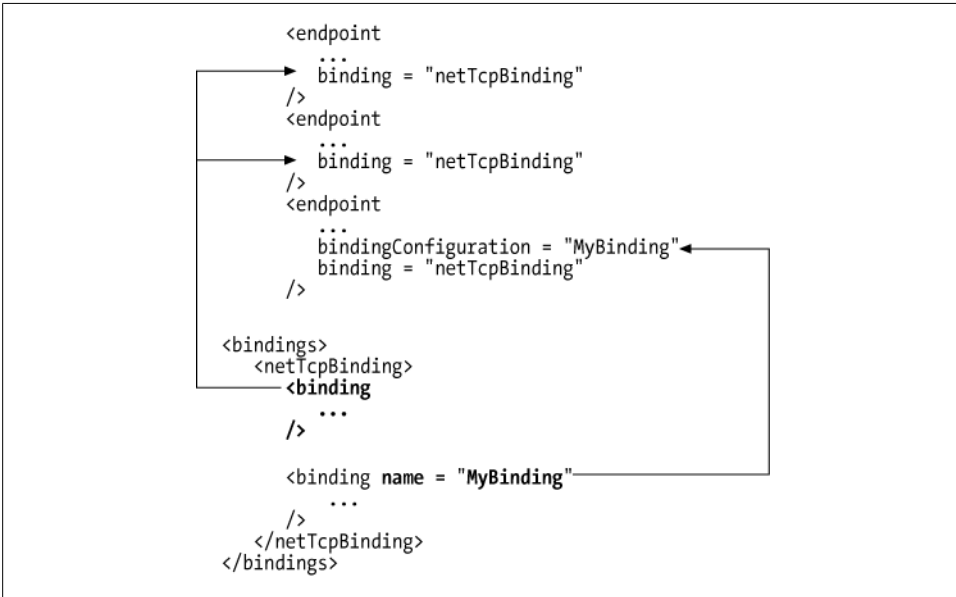 <endpoint
...
binding = "netTcpBinding"
/>
<endpoint
...
binding = "netTcpBinding"
/>
<endpoint
...
bindingConfiguration = "MyBinding"
binding = "netTcpBinding"
/>
<bindings>
<netTcpBinding>
<binding
...
/>
<binding name = "MyBinding"
...
/>
</netTcpBinding>
</bindings>